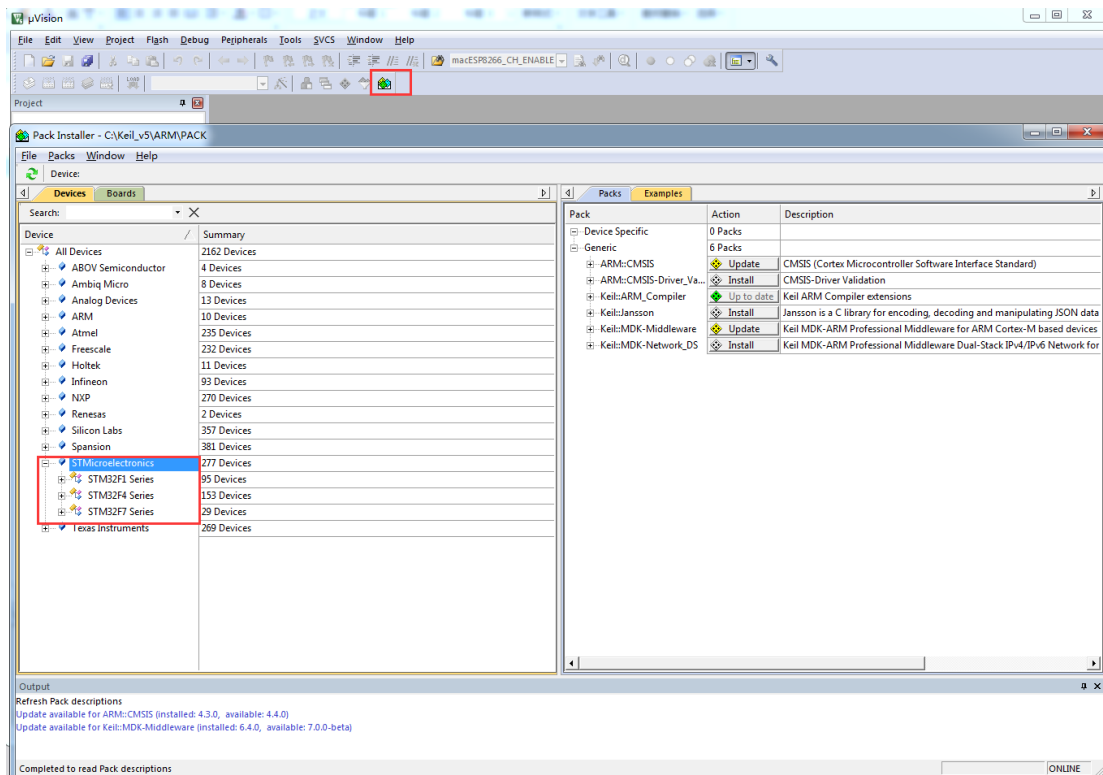 µVision
File Edit View Project Flash Debug Peripherals Tools SVCS Window Help
macESP8266_CH_ENABLE
LOAD
Project
Pack Installer - C:\Keil_v5\ARM\PACK
File Packs Window Help
Device:
Devices Boards
Packs Examples
Search:
Device / Summary
Pack Action Description
All Devices 2162 Devices
ABOV Semiconductor 4 Devices
Ambiq Micro 8 Devices
Analog Devices 13 Devices
ARM 10 Devices
Atmel 235 Devices
Freescale 232 Devices
Holtek 11 Devices
Infineon 93 Devices
NXP 270 Devices
Renesas 2 Devices
Silicon Labs 357 Devices
Spansion 381 Devices
STMicroelectronics 277 Devices
STM32F1 Series 95 Devices
STM32F4 Series 153 Devices
STM32F7 Series 29 Devices
Texas Instruments 269 Devices
Device Specific 0 Packs
Generic 6 Packs
ARM::CMSIS Update CMSIS (Cortex Microcontroller Software Interface Standard)
ARM::CMSIS-Driver_Va... Install CMSIS-Driver Validation
Keil::ARM_Compiler Up to date Keil ARM Compiler extensions
Keil::Jansson Install Jansson is a C library for encoding, decoding and manipulating JSON data
Keil::MDK-Middleware Update Keil MDK-ARM Professional Middleware for ARM Cortex-M based devices
Keil::MDK-Network_DS Install Keil MDK-ARM Professional Middleware Dual-Stack IPv4/IPv6 Network for
Output
Refresh Pack descriptions
Update available for ARM::CMSIS (installed: 4.3.0, available: 4.4.0)
Update available for Keil::MDK-Middleware (installed: 6.4.0, available: 7.0.0-beta)
Completed to read Pack descriptions
ONLINE